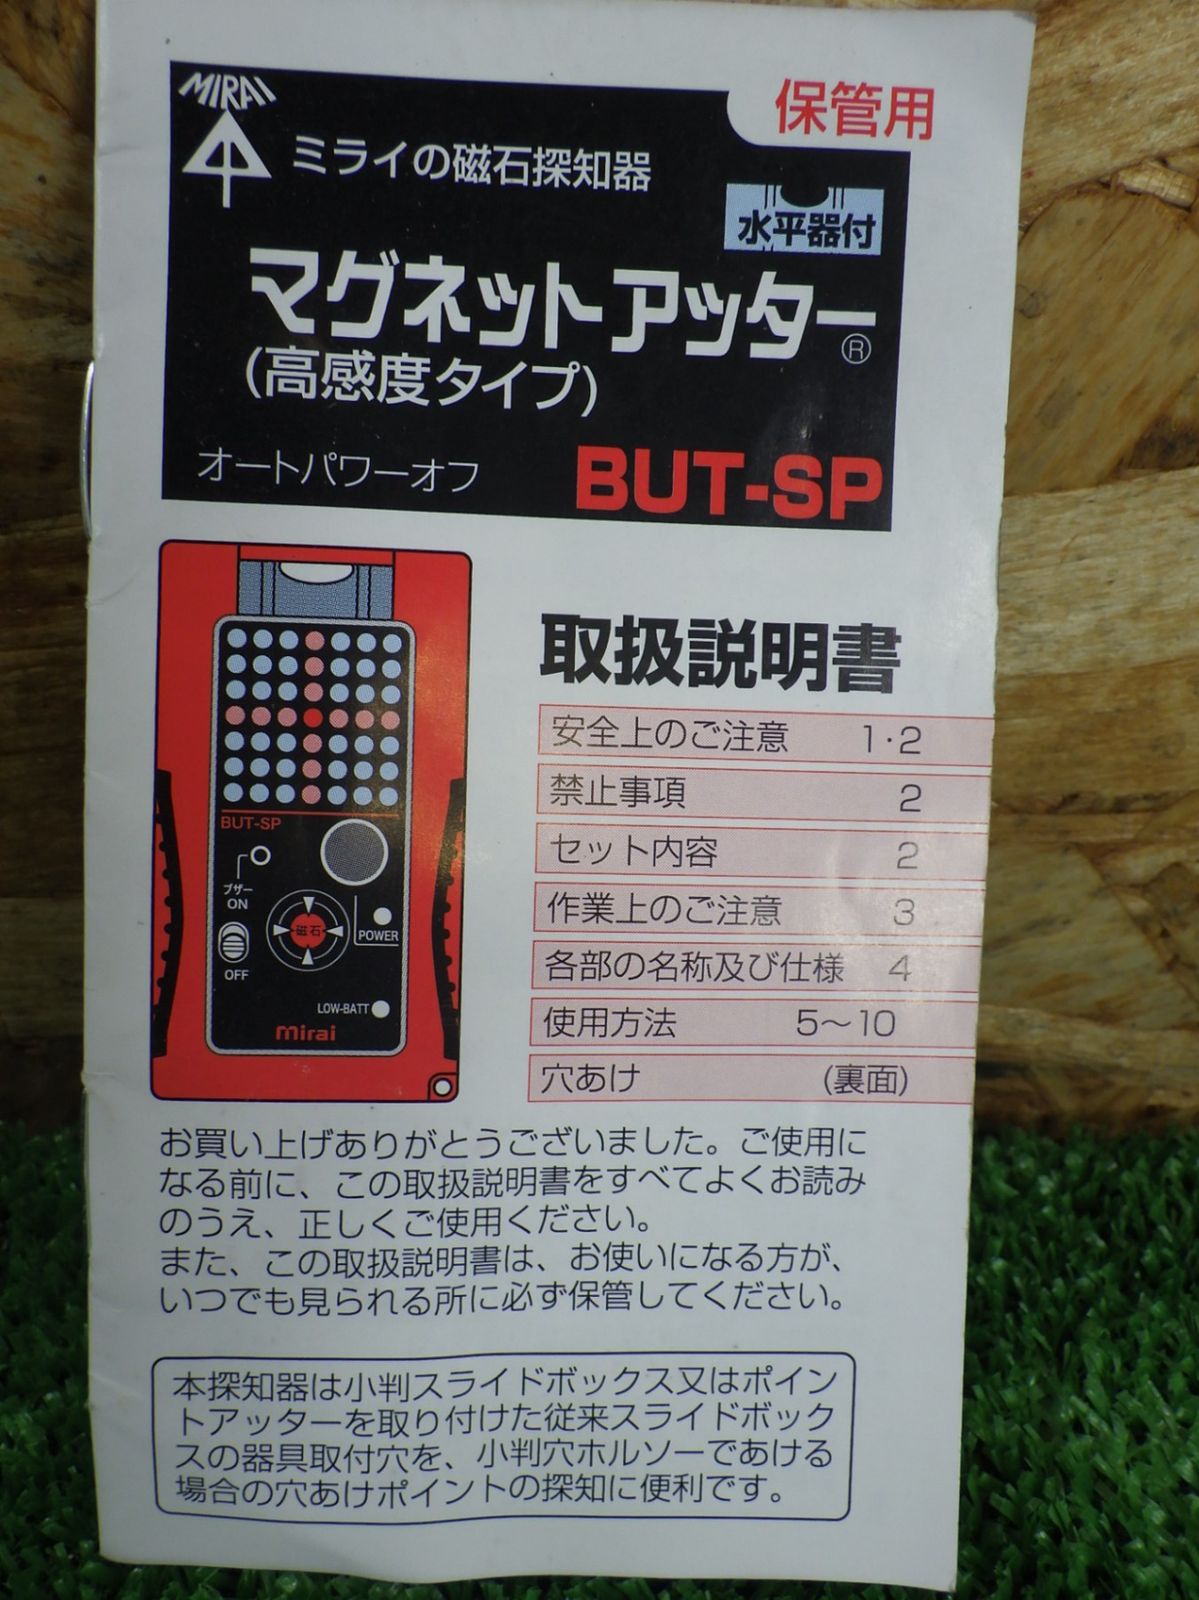 保管用
MIRAI
ミライの磁石探知器
水平器付
マグネットアッター®
(高感度タイプ)
オートパワーオフ
BUT-SP
取扱説明書
安全上のご注意 1・2
禁止事項 2
セット内容 2
作業上のご注意 3
各部の名称及び仕様 4
使用方法 5〜10
穴あけ (裏面)
BUT-SP
ブザー
ON
磁石
POWER
OFF
LOW-BATT
mirai
お買い上げありがとうございました。ご使用に
なる前に、この取扱説明書をすべてよくお読み
のうえ、正しくご使用ください。
また、この取扱説明書は、お使いになる方が、
いつでも見られる所に必ず保管してください。
本探知器は小判スライドボックス又はポイン
トアッターを取り付けた従来スライドボック
スの器具取付穴を、小判穴ホルソーであける
場合の穴あけポイントの探知に便利です。